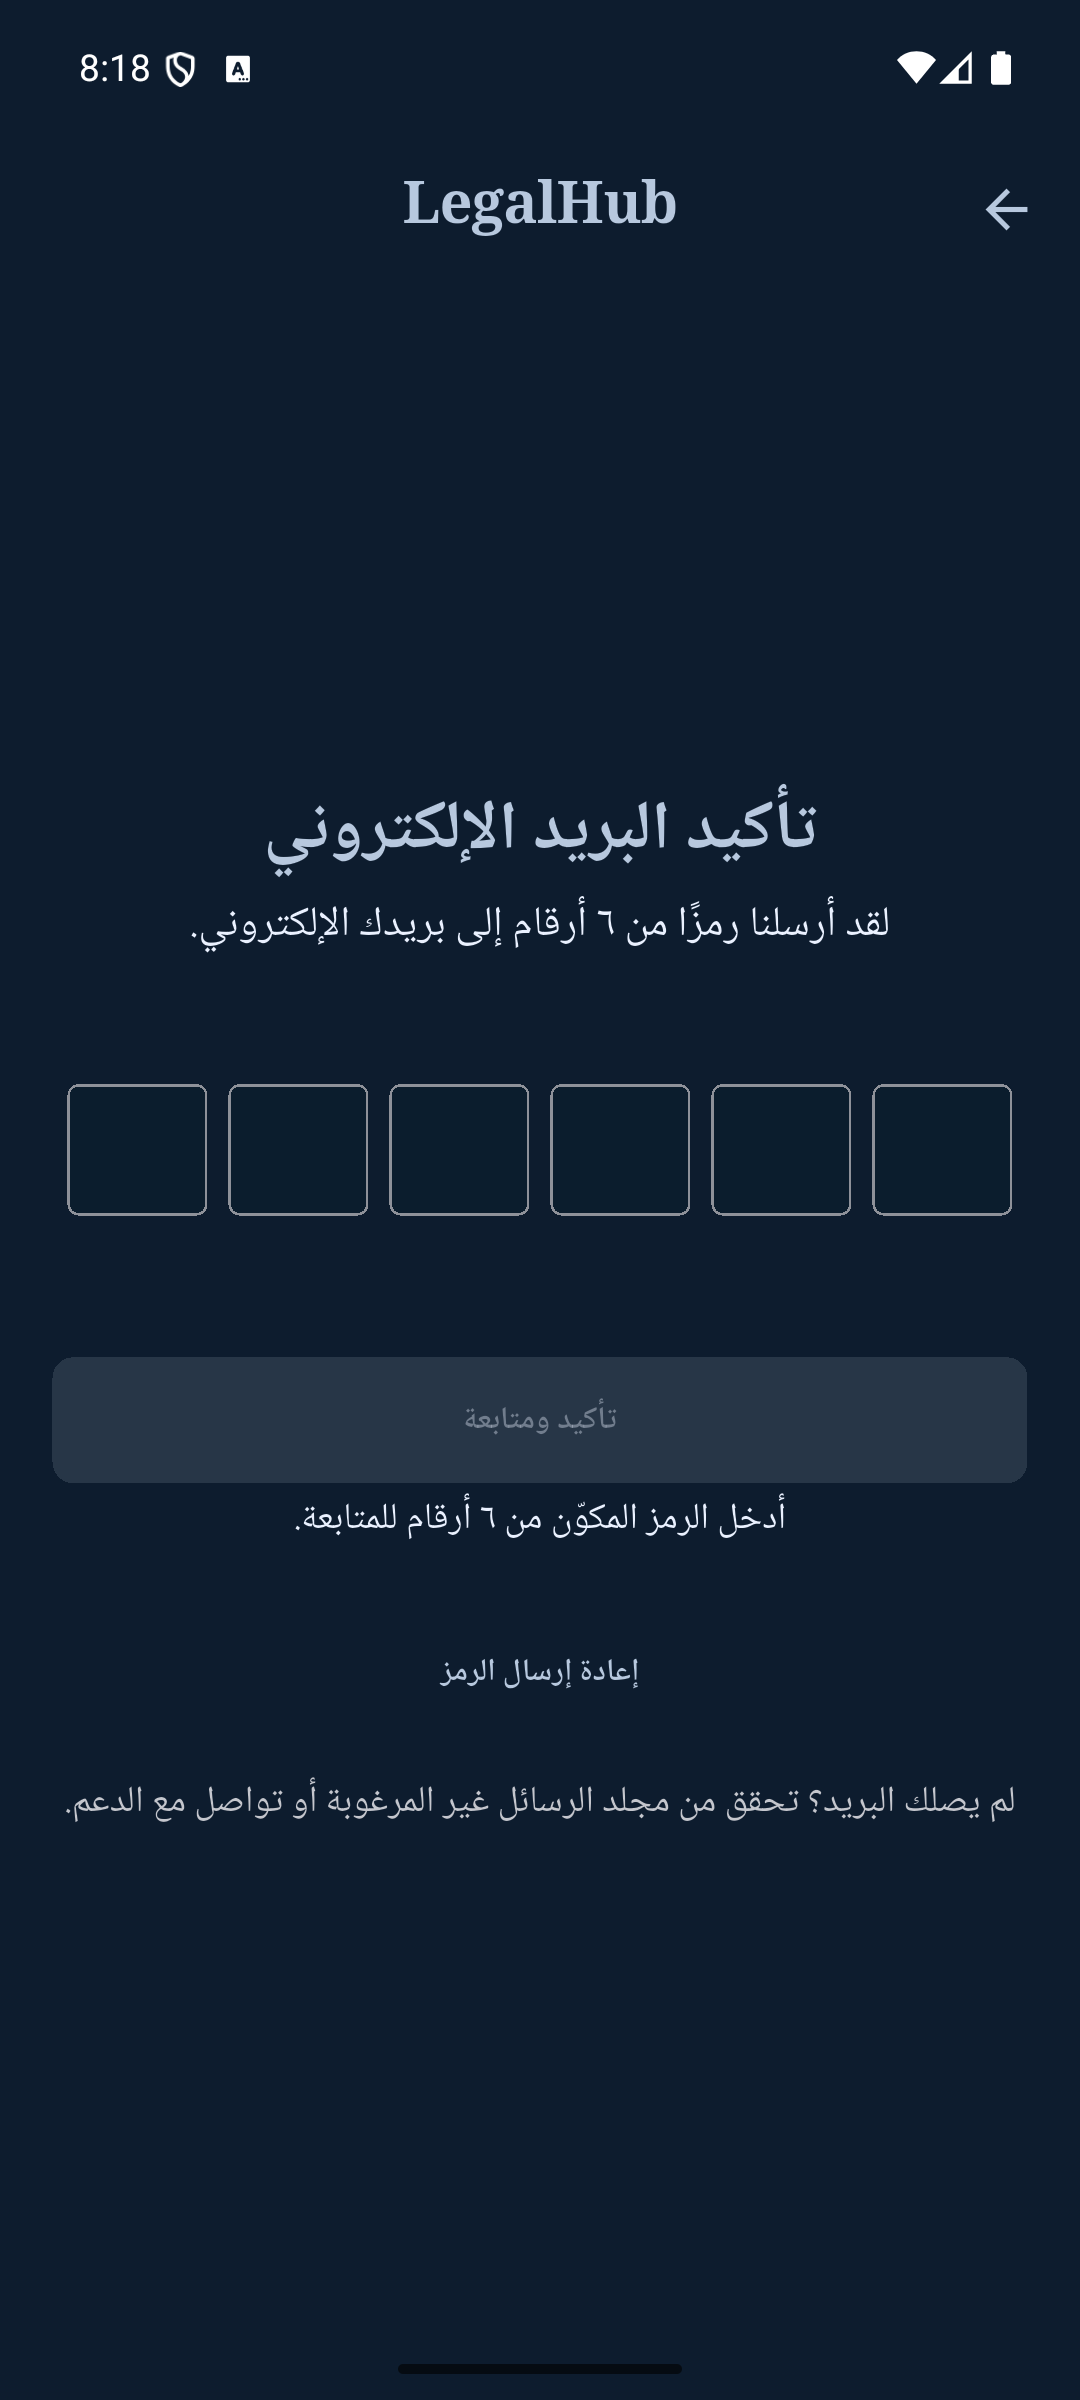 8:18
LegalHub
تأكيد البريد الإلكتروني
لقد أرسلنا رمزًا من ٦ أرقام إلى بريدك الإلكتروني.
تأكيد ومتابعة
أدخل الرمز المكوّن من ٦ أرقام للمتابعة.
إعادة إرسال الرمز
لم يصلك البريد؟ تحقق من مجلد الرسائل غير المرغوبة أو تواصل مع الدعم.